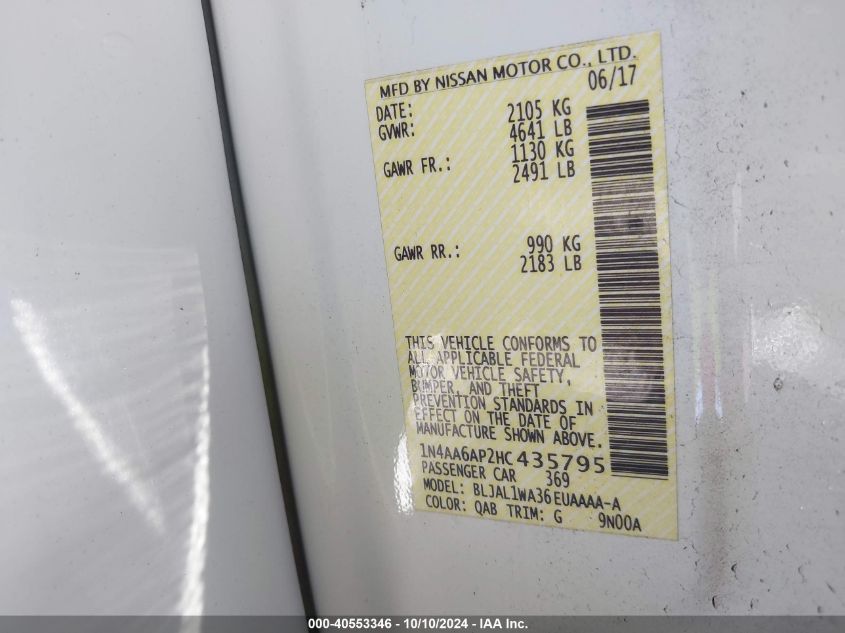 MFD BY NISSAN MOTOR CO., LTD.
DATE: 06/17
GVWR: 2105 KG
4641 LB
GAWR FR.: 1130 KG
2491 LB
GAWR RR.: 990 KG
2183 LB
THIS VEHICLE CONFORMS TO
ALL APPLICABLE FEDERAL
MOTOR VEHICLE SAFETY,
BUMPER, AND THEFT
PREVENTION STANDARDS IN
EFFECT ON THE DATE OF
MANUFACTURE SHOWN ABOVE.
1N4AA6AP2HC435795
PASSENGER CAR 369
MODEL: BLJAL1WA36EUAAAA-A
COLOR: QAB TRIM: G 9N00A
000-40553346 - 10/10/2024 - IAA Inc.